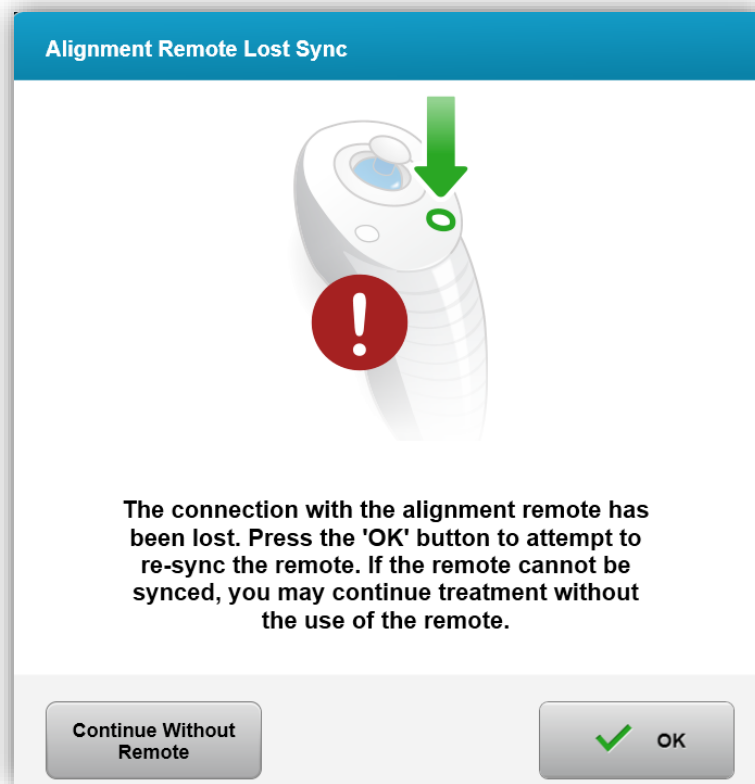 Alignment Remote Lost Sync
The connection with the alignment remote has
been lost. Press the 'OK' button to attempt to
re-sync the remote. If the remote cannot be
synced, you may continue treatment without
the use of the remote.
Continue Without
Remote
OK